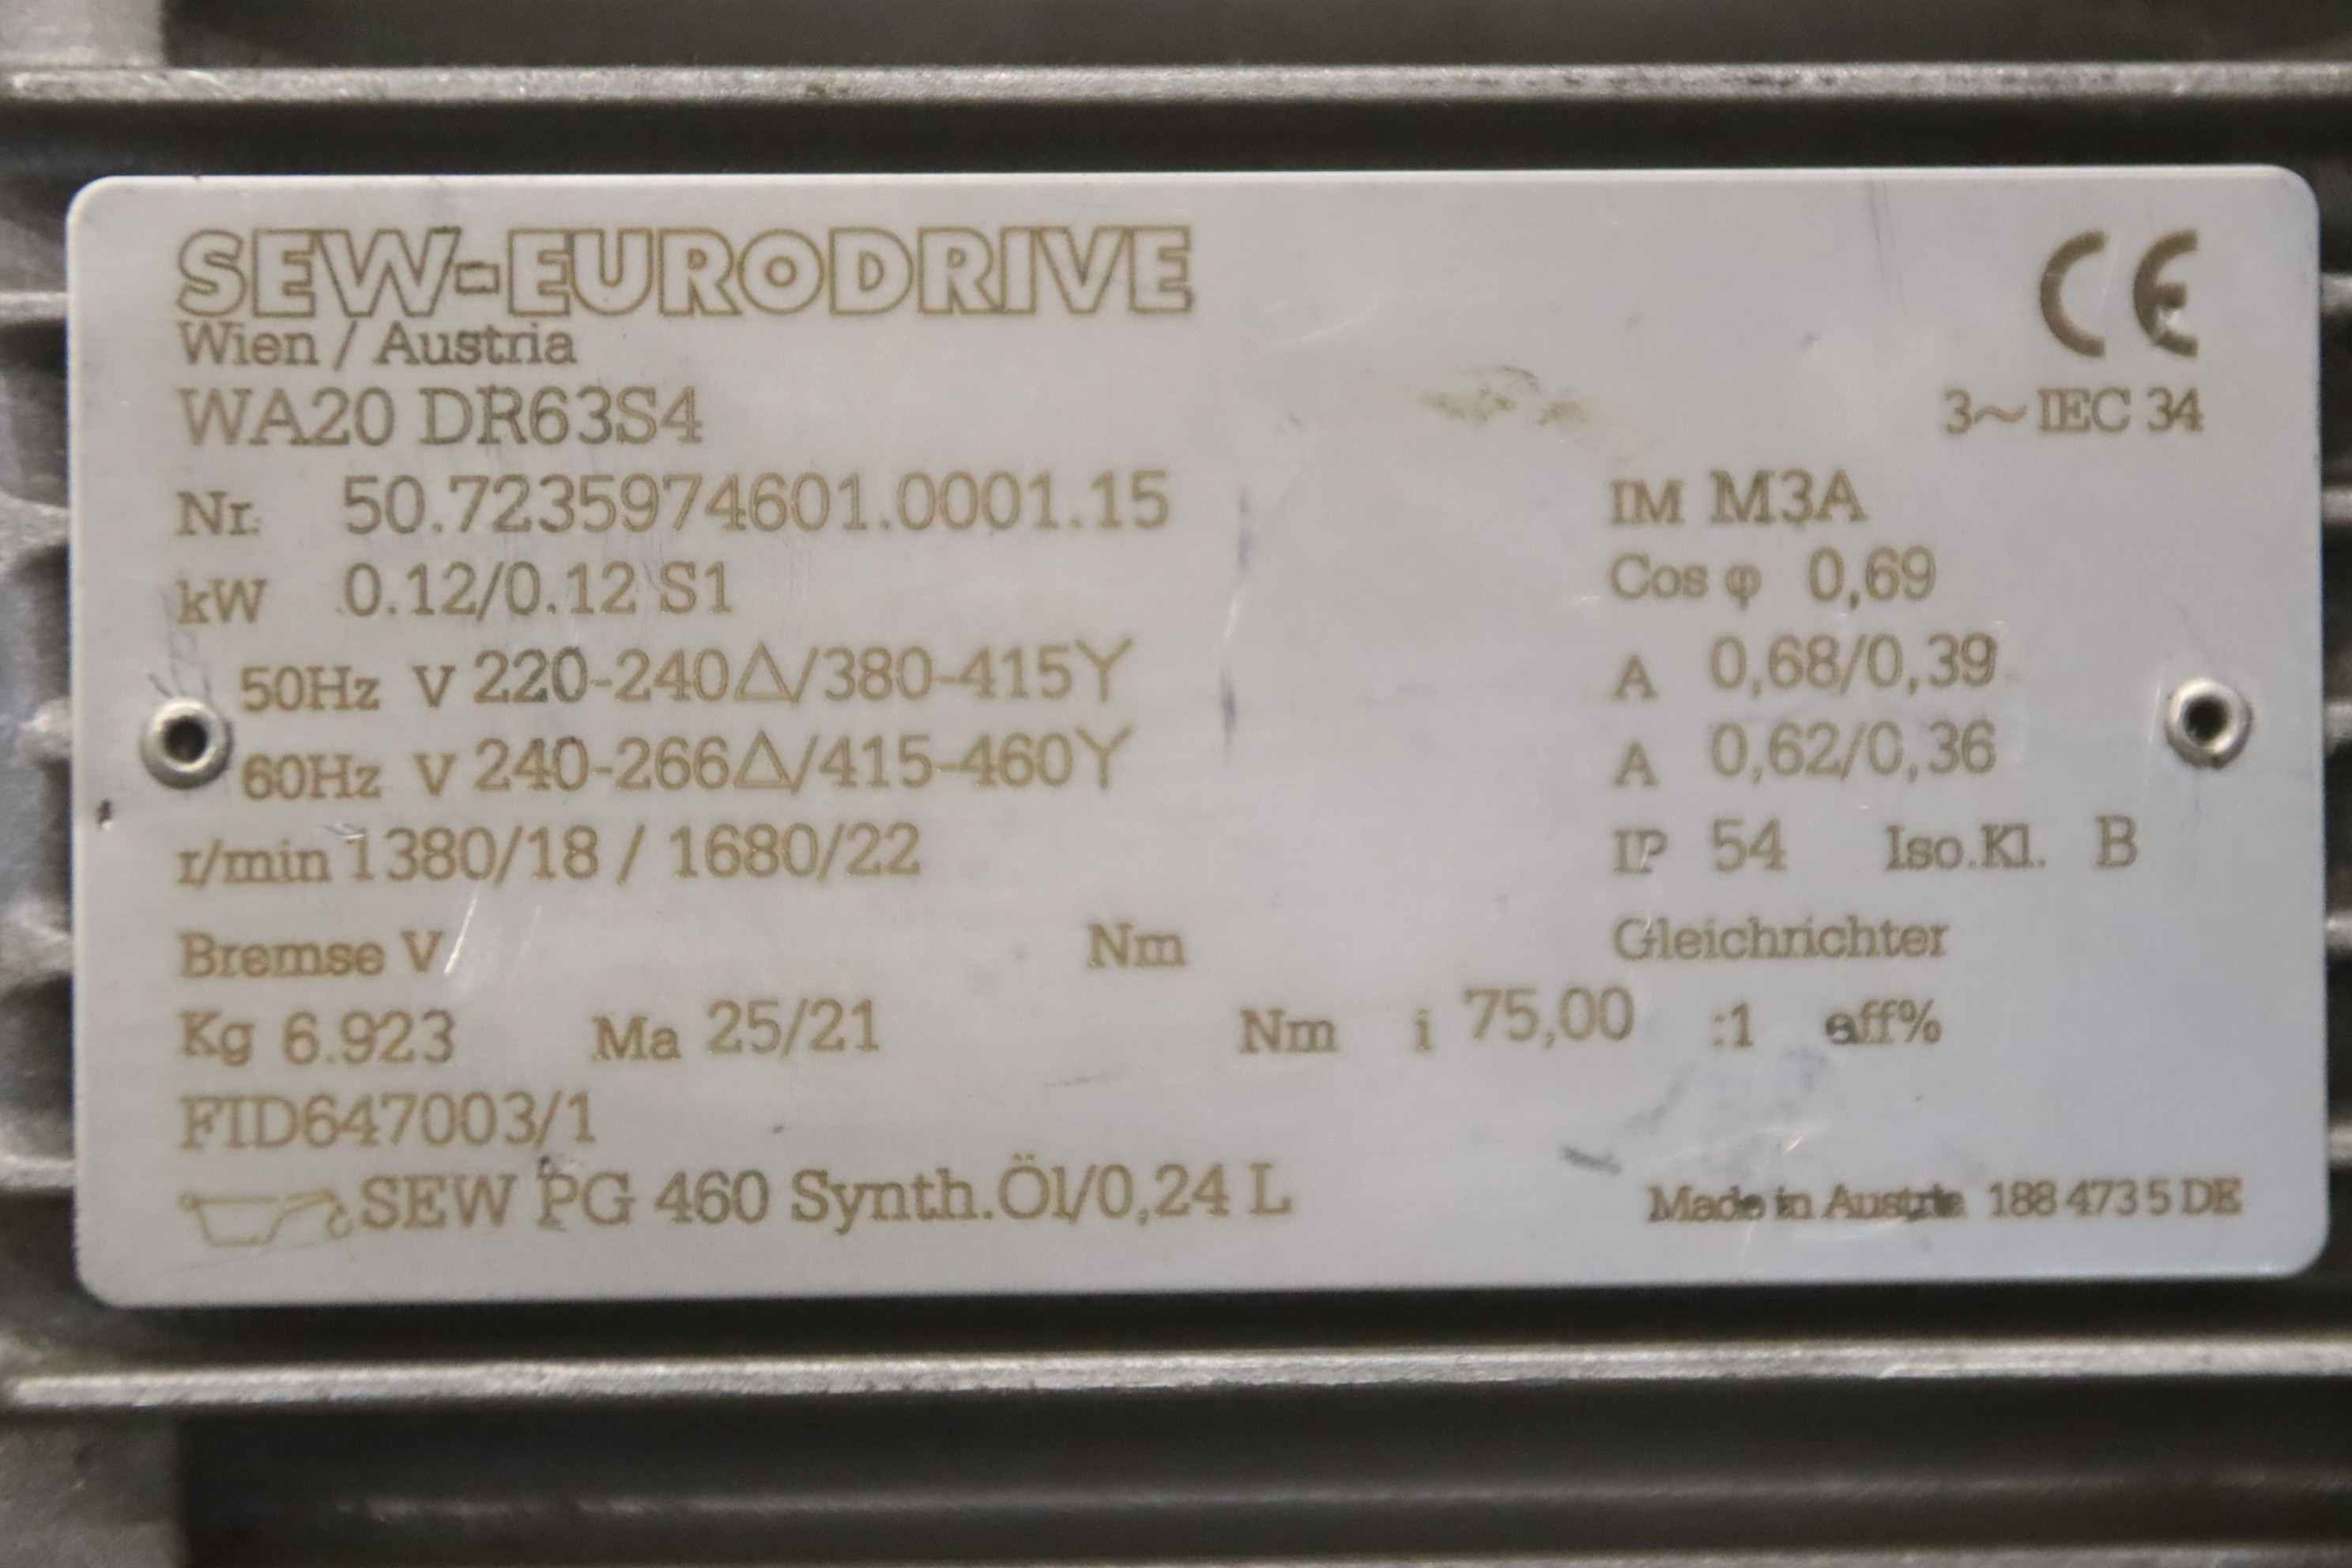 SEW-EURODRIVE CE
Wien / Austria
WA20 DR63S4 3~ IEC 34
Nr. 50.7235974601.0001.15 IM M3A
kW 0.12/0.12 S1 Cos φ 0,69
50Hz V 220-240△/380-415Y A 0,68/0,39
60Hz V 240-266△/415-460Y A 0,62/0,36
r/min 1380/18 / 1680/22 IP 54 Iso.Kl. B
Bremse V Nm Gleichrichter
Kg 6.923 Ma 25/21 Nm i 75,00 :1 eff%
FID647003/1
SEW PG 460 Synth.Öl/0,24 L Made in Austria 188 473 5 DE